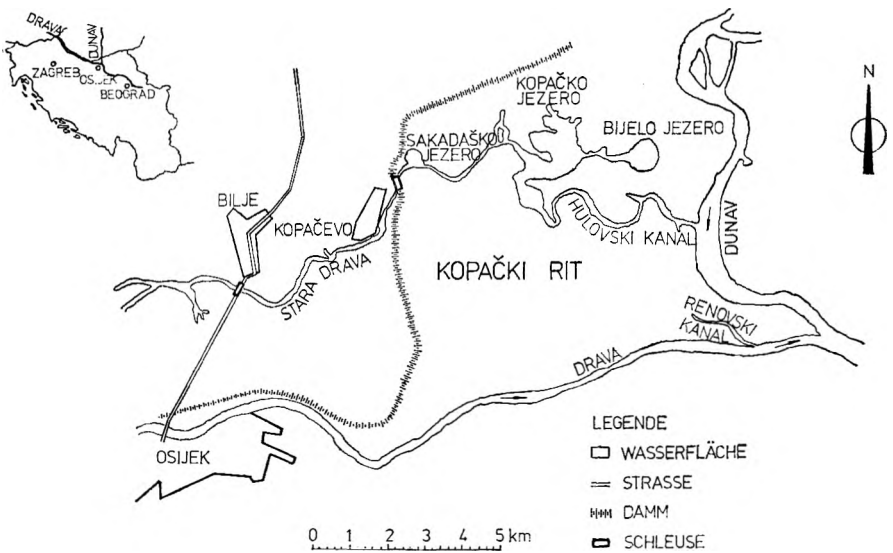 DRAVA
DUNAV
ZAGREB
OSIJEK
BEOGRAD
KOPAČKO
JEZERO
N
SAKADAŠKO
JEZERO
BIJELO JEZERO
BILJE
KOPAČEVO
HULOVSKI KANAL
DUNAV
STARA DRAVA
KOPAČKI RIT
RENOVSKI
KANAL
DRAVA
OSIJEK
LEGENDE
WASSERFLÄCHE
STRASSE
DAMM
SCHLEUSE
0 1 2 3 4 5 km